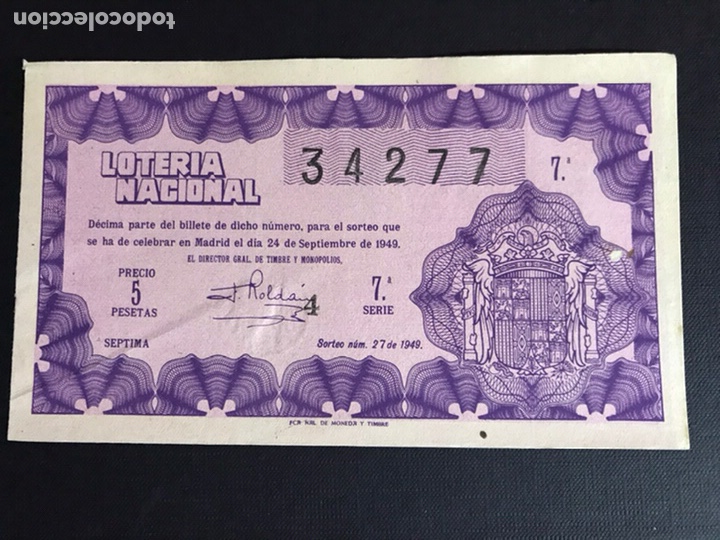 todocoleccion
LOTERIA
NACIONAL
34277
7.ª
Décima parte del billete de dicho número, para el sorteo que
se ha de celebrar en Madrid el día 24 de Septiembre de 1949.
EL DIRECTOR GRAL. DE TIMBRE Y MONOPOLIOS,
PRECIO
5
PESETAS
F. Roldán
4
7.ª
SERIE
SEPTIMA
Sorteo núm. 27 de 1949.
FCA NAL DE MONEDA Y TIMBRE